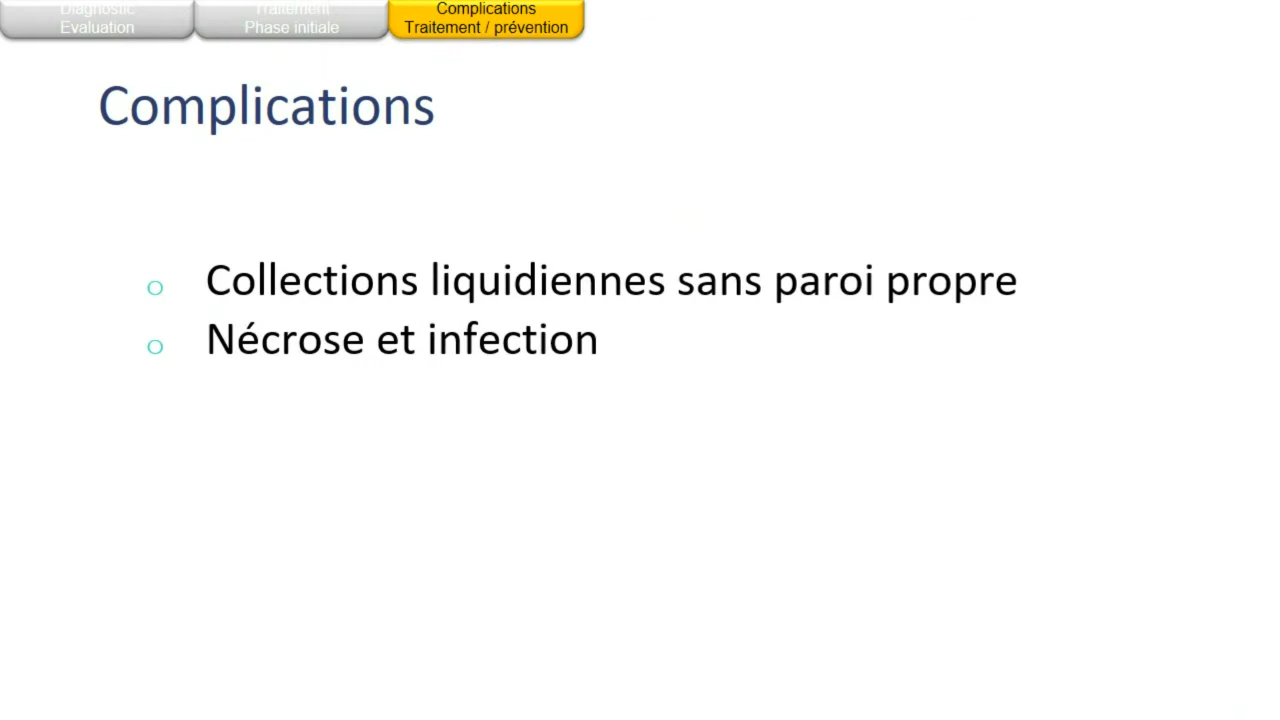 Diagnostic
Evaluation
Traitement
Phase initiale
Complications
Traitement / prévention
Complications
o Collections liquidiennes sans paroi propre
o Nécrose et infection